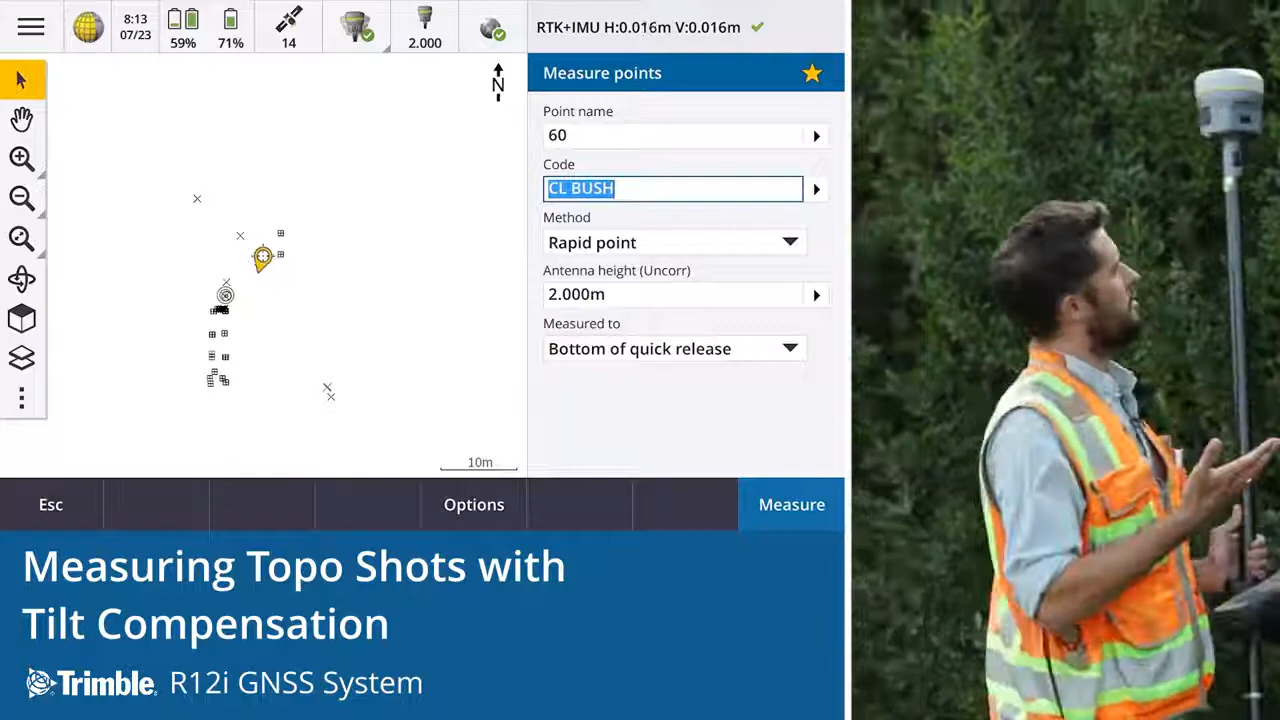 8:13
07/23
59%
71%
14
2.000
RTK+IMU H:0.016m V:0.016m
N
10m
Measure points
Point name
60
Code
CL BUSH
Method
Rapid point
Antenna height (Uncorr)
2.000m
Measured to
Bottom of quick release
Esc
Options
Measure
Measuring Topo Shots with
Tilt Compensation
Trimble. R12i GNSS System